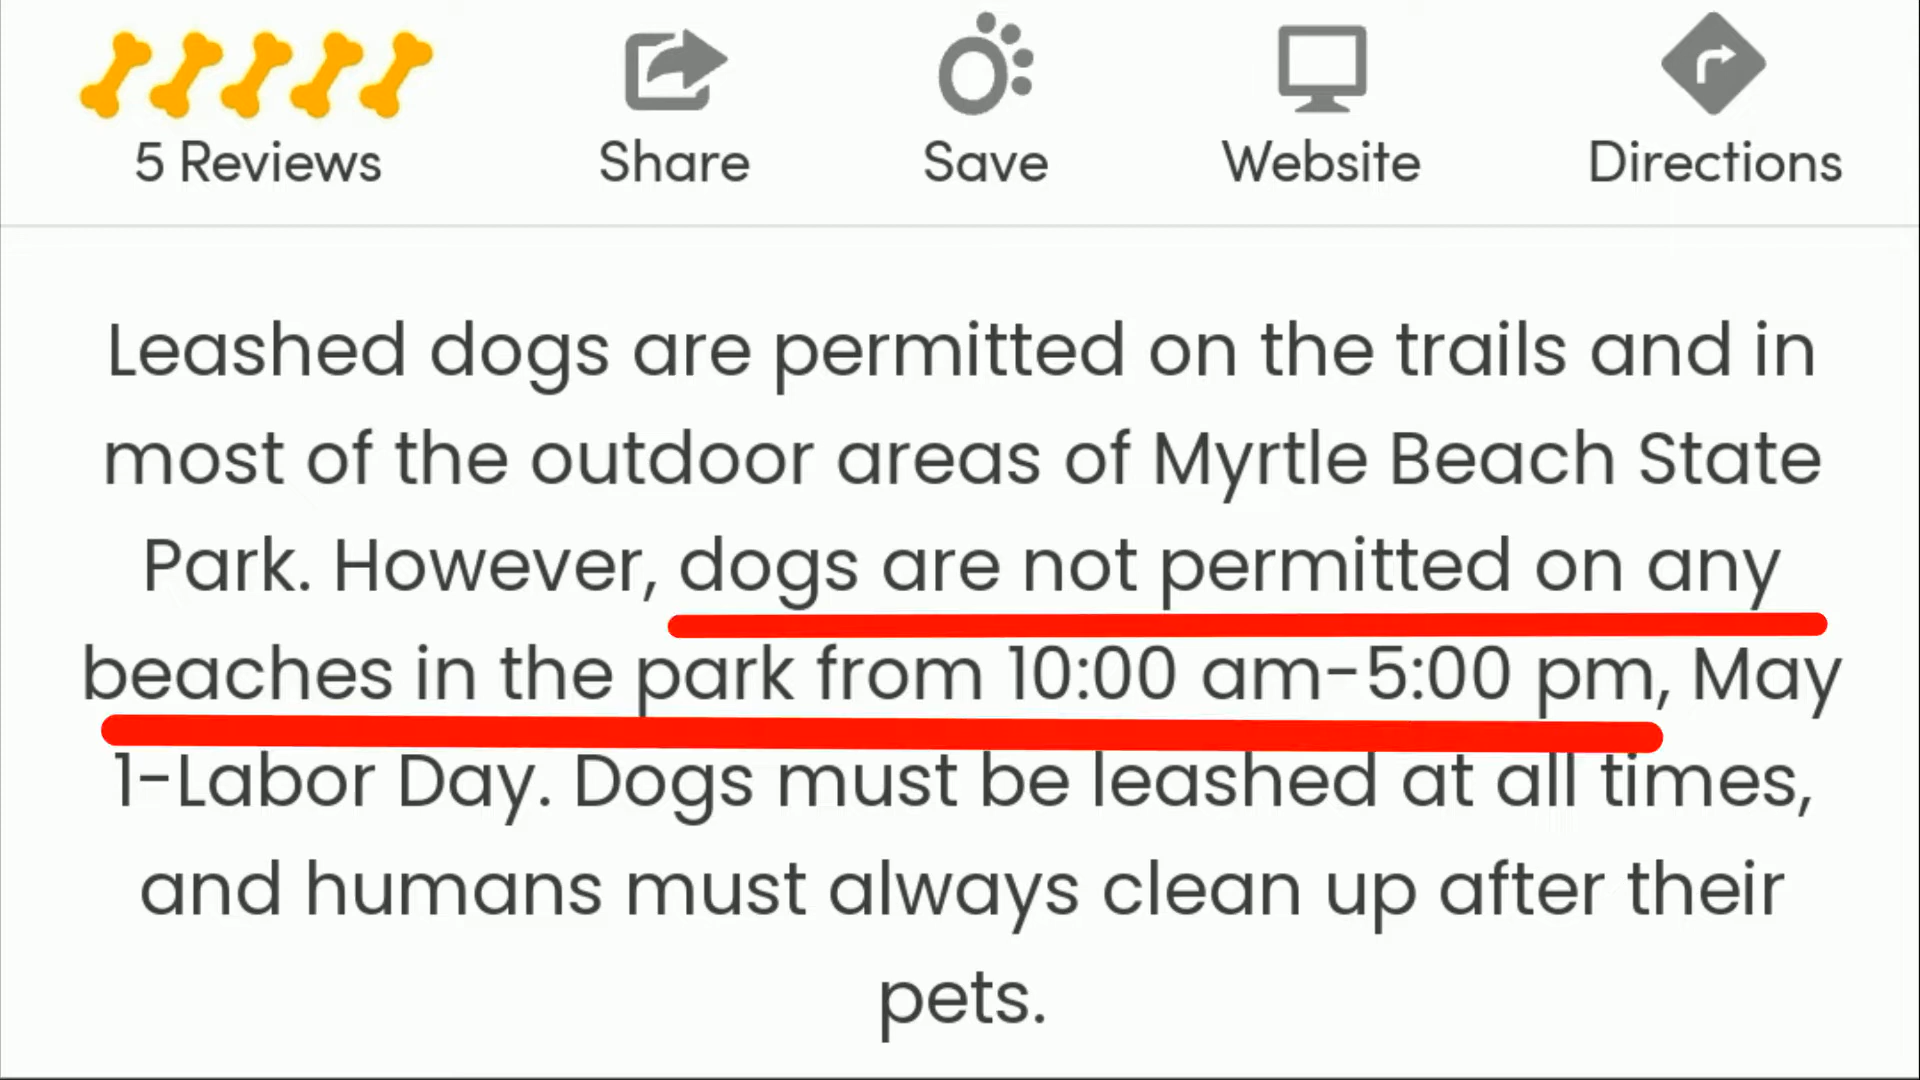 5 Reviews
Share
Save
Website
Directions
Leashed dogs are permitted on the trails and in
most of the outdoor areas of Myrtle Beach State
Park. However, dogs are not permitted on any
beaches in the park from 10:00 am-5:00 pm, May
1-Labor Day. Dogs must be leashed at all times,
and humans must always clean up after their
pets.